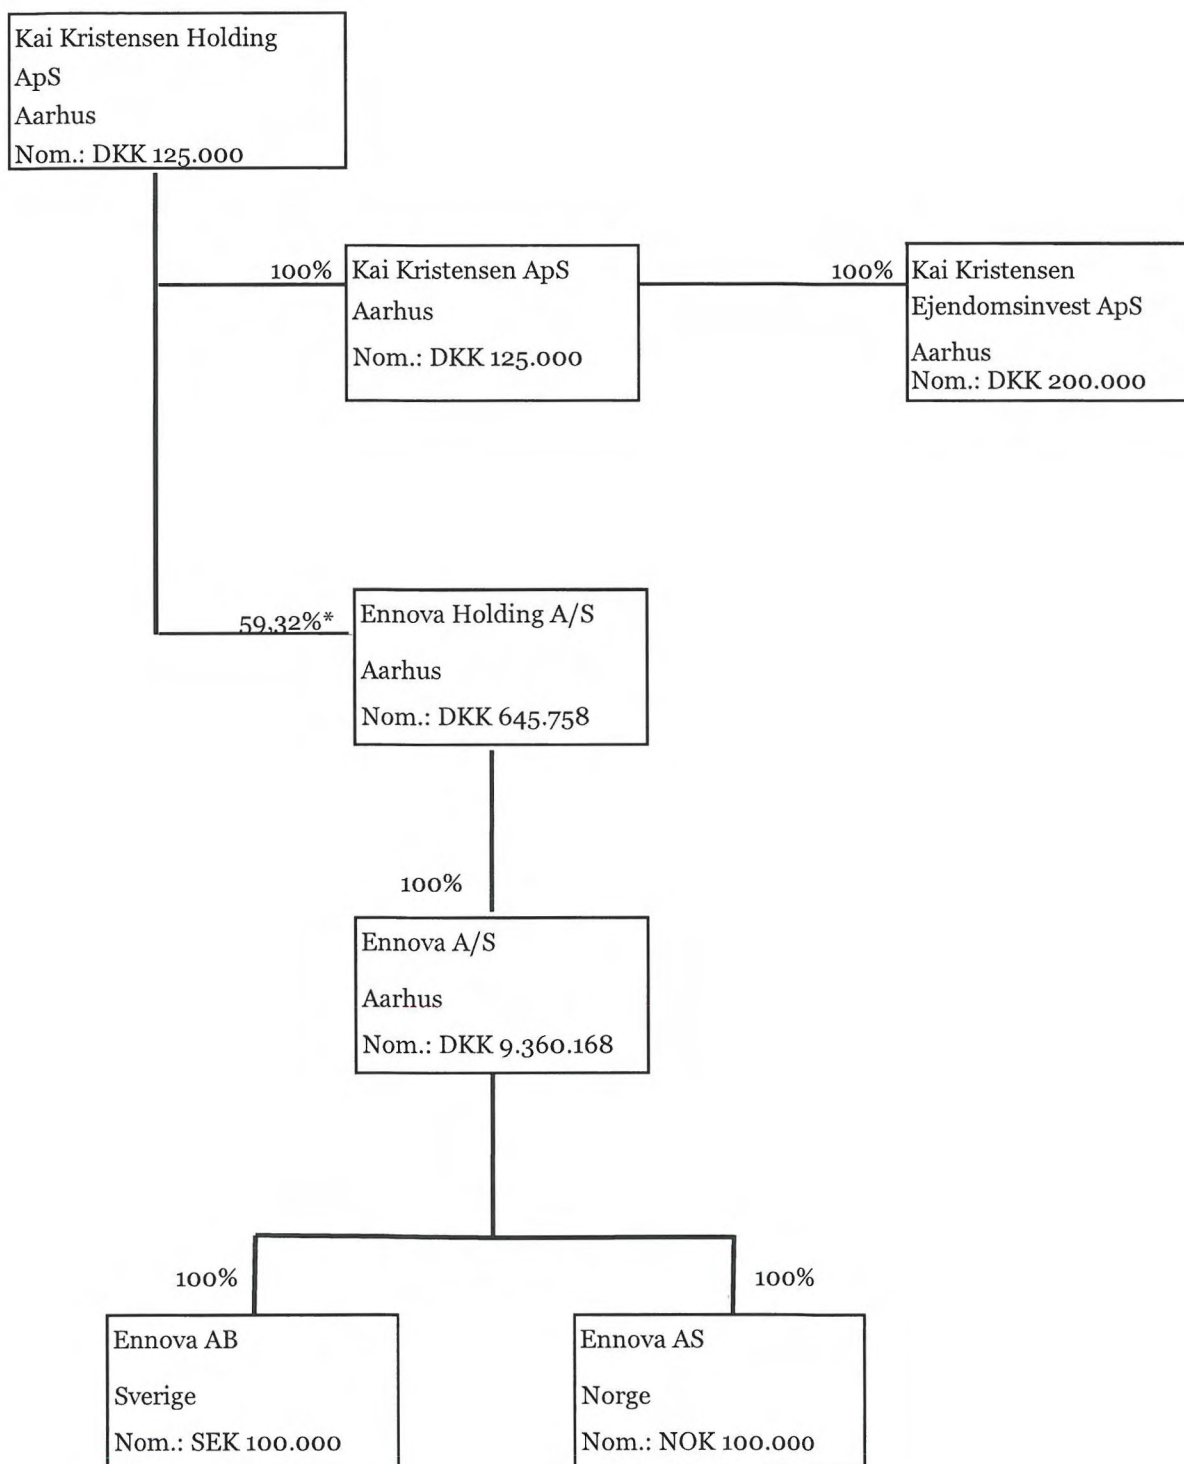 Kai Kristensen Holding
ApS
Aarhus
Nom.: DKK 125.000
100%
Kai Kristensen ApS
Aarhus
Nom.: DKK 125.000
100%
Kai Kristensen
Ejendomsinvest ApS
Aarhus
Nom.: DKK 200.000
59,32%*
Ennova Holding A/S
Aarhus
Nom.: DKK 645.758
100%
Ennova A/S
Aarhus
Nom.: DKK 9.360.168
100%
Ennova AB
Sverige
Nom.: SEK 100.000
100%
Ennova AS
Norge
Nom.: NOK 100.000